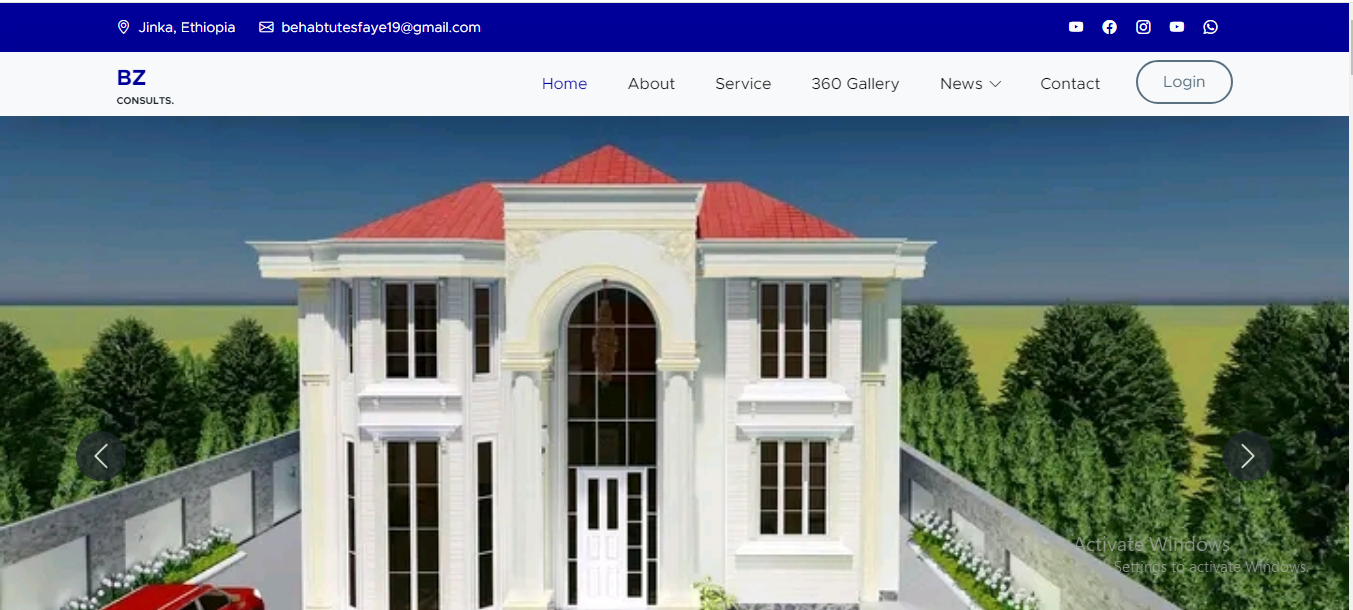 Jinka, Ethiopia behabtutesfaye19@gmail.com
BZ
CONSULTS.
Home About Service 360 Gallery News Contact Login
Activate Windows
Settings to activate Windows.